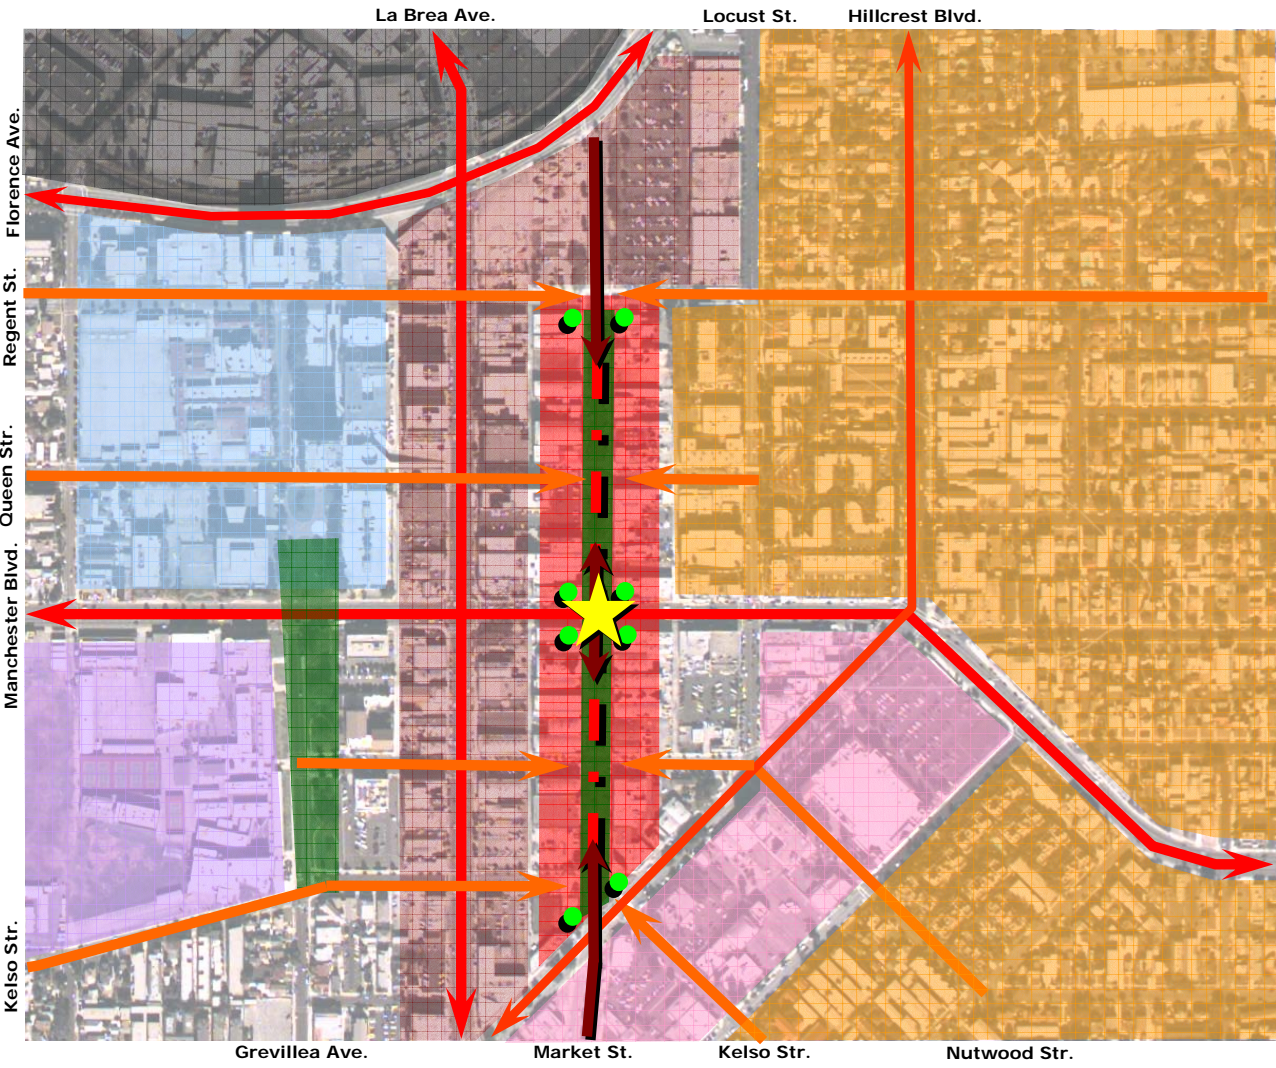 La Brea Ave.
Locust St.
Hillcrest Blvd.
Florence Ave.
Regent St.
Queen Str.
Manchester Blvd.
Kelso Str.
Grevillea Ave.
Market St.
Kelso Str.
Nutwood Str.